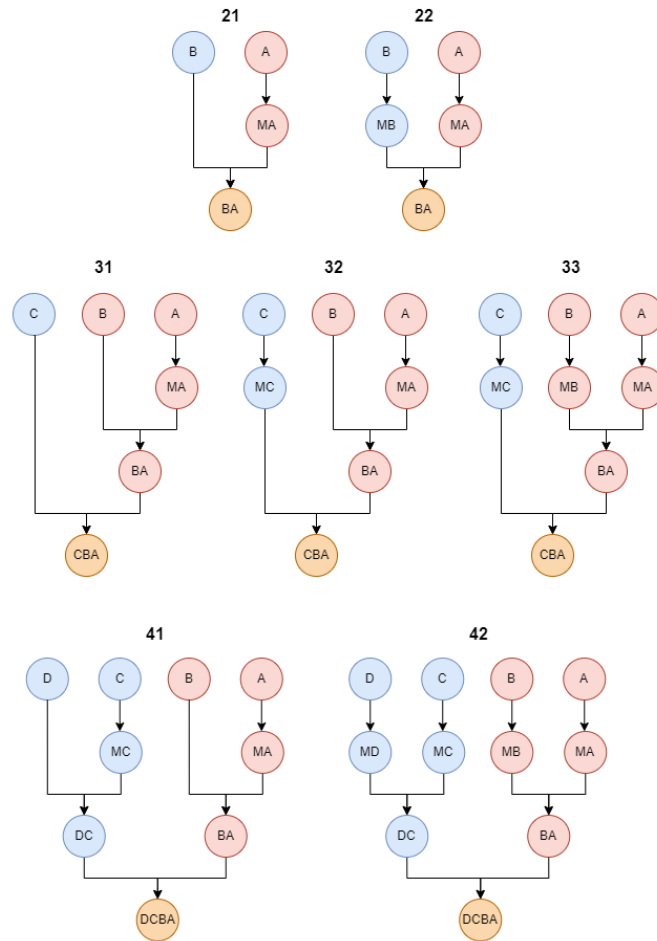 21 22
B A B A
MA MB MA
BA BA
31 32 33
C B A C B A C B A
MA MC MA MC MB MA
BA BA BA
CBA CBA CBA
41 42
D C B A D C B A
MC MA MD MC MB MA
DC BA DC BA
DCBA DCBA